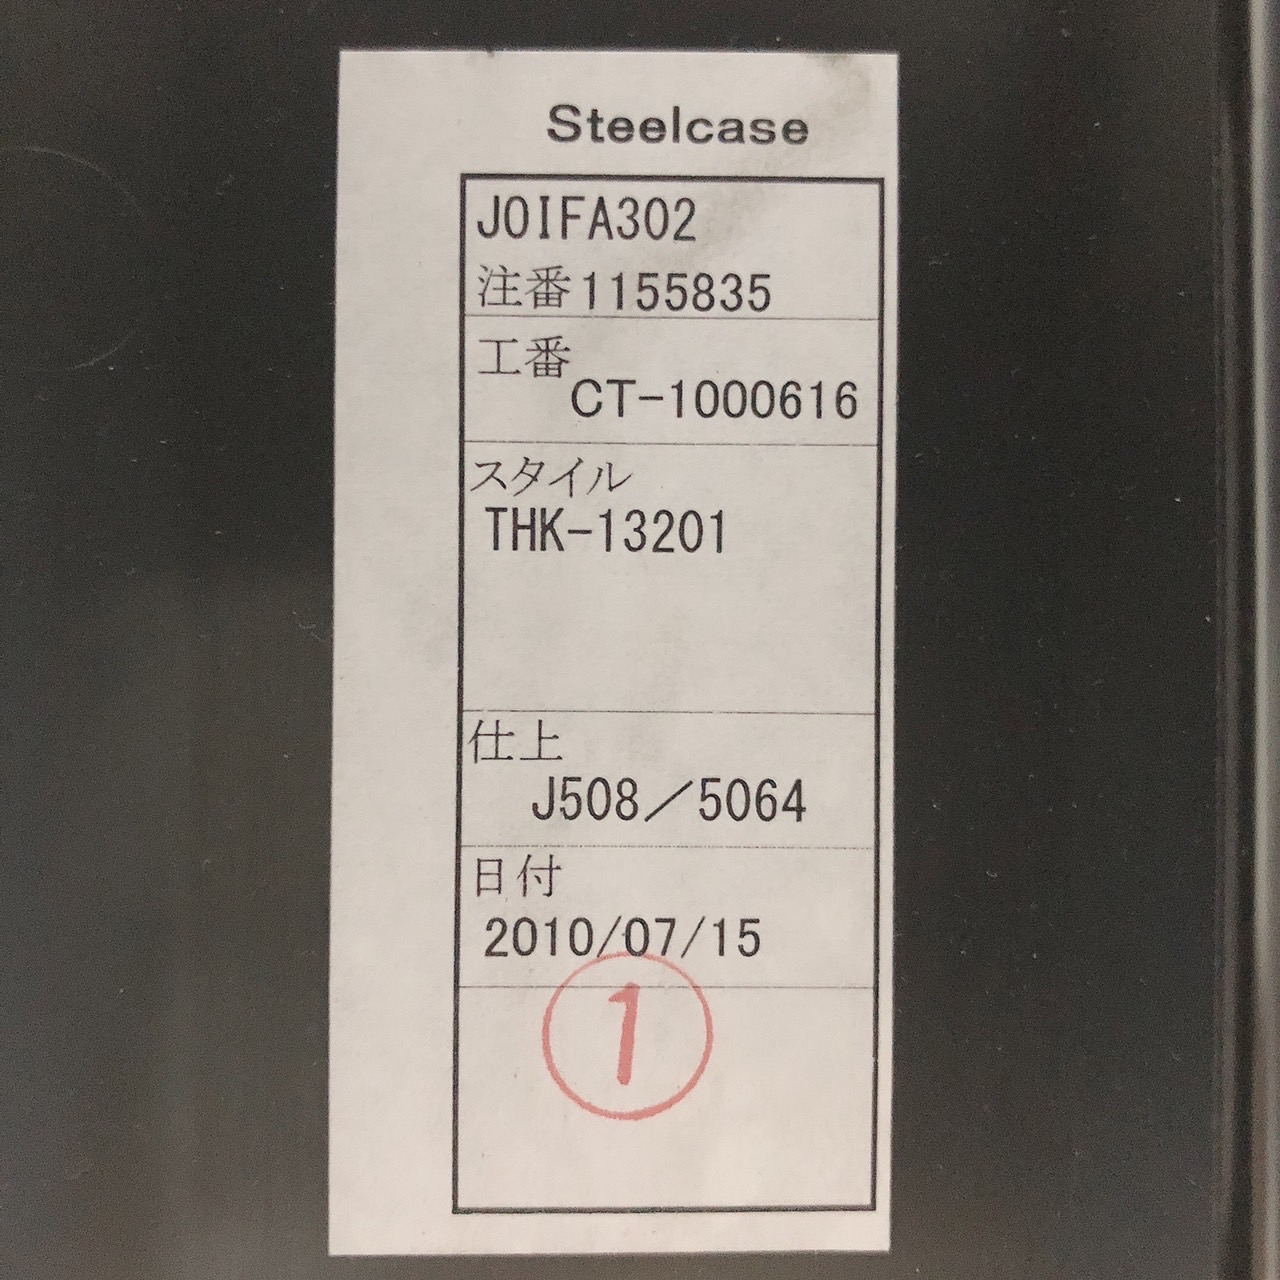 Steelcase
JOIFA302
注番1155835
工番
CT-1000616
スタイル
THK-13201
仕上
J508／5064
日付
2010/07/15
①